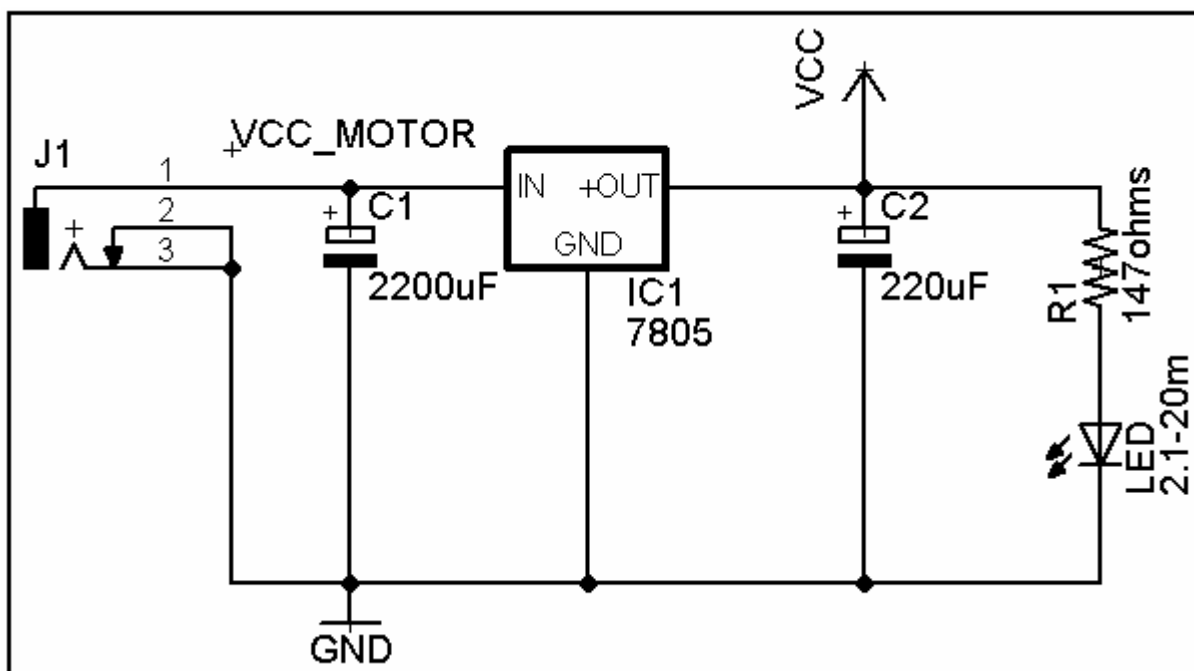 VCC
VCC_MOTOR
J1
1
2
3
C1
2200uF
IN
+OUT
GND
IC1
7805
C2
220uF
R1
147ohms
LED
2.1-20m
GND